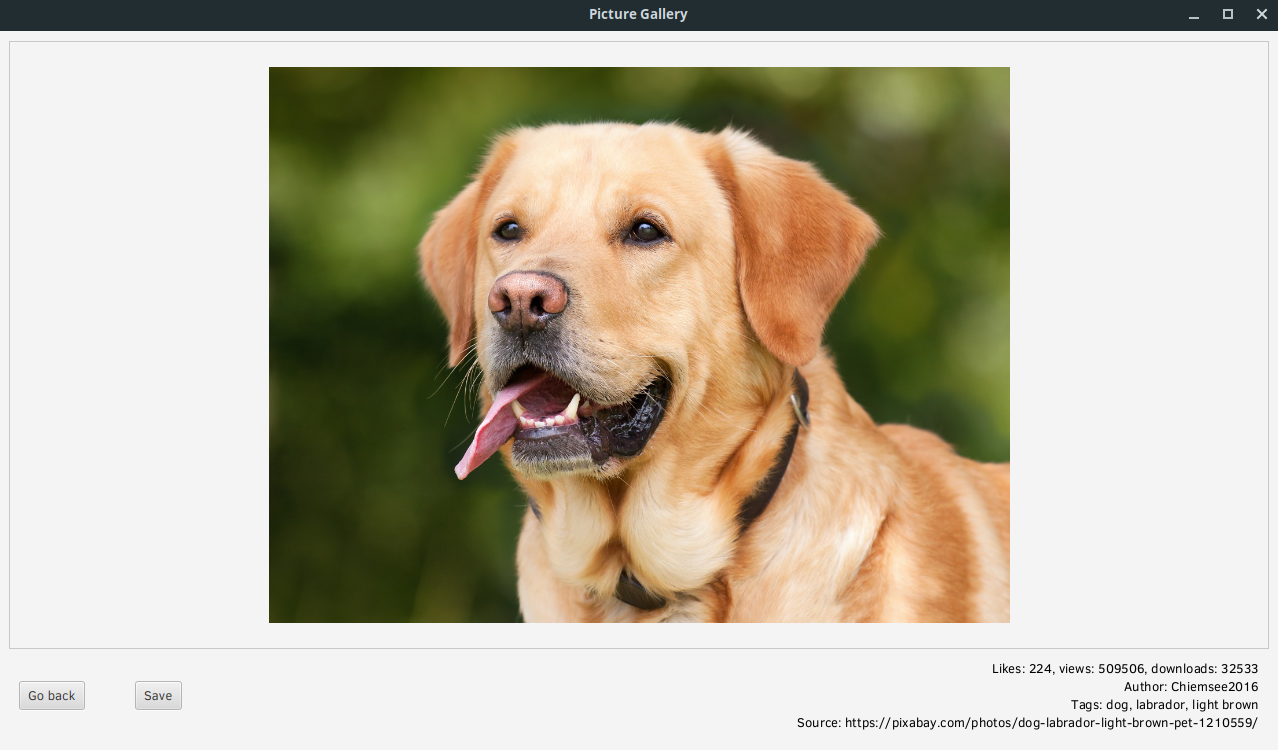 Picture Gallery
Go back
Save
Likes: 224, views: 509506, downloads: 32533
Author: Chiemsee2016
Tags: dog, labrador, light brown
Source: https://pixabay.com/photos/dog-labrador-light-brown-pet-1210559/